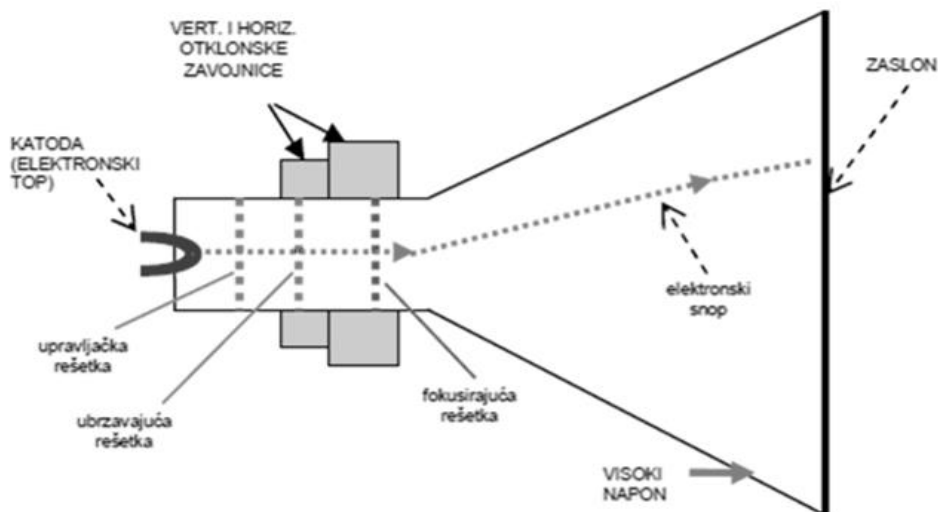 VERT. I HORIZ.
OTKLONSKE
ZAVOJNICE
ZASLON
KATODA
(ELEKTRONSKI
TOP)
elektronski
snop
upravljačka
rešetka
ubrzavajuća
rešetka
fokusirajuća
rešetka
VISOKI
NAPON